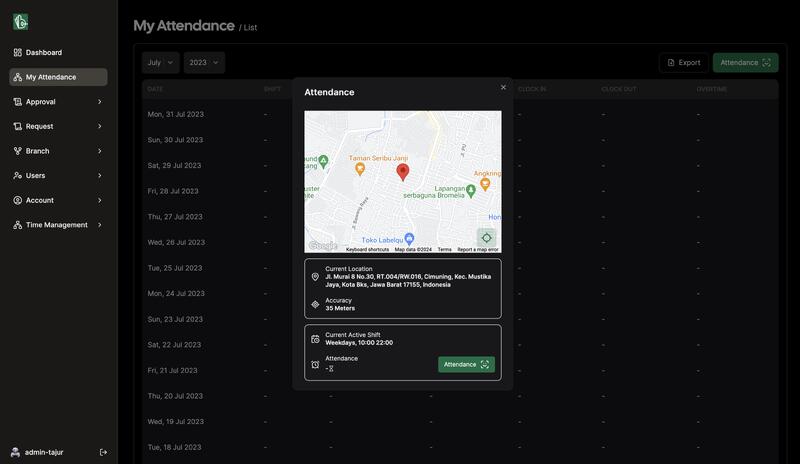 My Attendance / List
Dashboard
My Attendance
Approval
Request
Branch
Users
Account
Time Management
admin-tajur
July
2023
Export
Attendance
DATE SHIFT CLOCK IN CLOCK OUT OVERTIME
Mon, 31 Jul 2023 - - - -
Sun, 30 Jul 2023 - - - -
Sat, 29 Jul 2023 - - - -
Fri, 28 Jul 2023 - - - -
Thu, 27 Jul 2023 - - - -
Wed, 26 Jul 2023 - - - -
Tue, 25 Jul 2023 - - - -
Mon, 24 Jul 2023 - - - -
Sun, 23 Jul 2023 - - - -
Sat, 22 Jul 2023 - - - -
Fri, 21 Jul 2023 - - - -
Thu, 20 Jul 2023 - - - - -
Wed, 19 Jul 2023 - - - - -
Tue, 18 Jul 2023 - - - - -
Attendance
Taman Seribu Janji
Jl. PU
Angkring
Lapangan
serbaguna Bromelia
Jl. Bawang Raya
Toko Labelqu
Hon
Google
Keyboard shortcuts Map data ©2024 Terms Report a map error
Current Location
Jl. Murai 8 No.30, RT.004/RW.016, Cimuning, Kec. Mustika
Jaya, Kota Bks, Jawa Barat 17155, Indonesia
Accuracy
35 Meters
Current Active Shift
Weekdays, 10:00 22:00
Attendance
-
Attendance